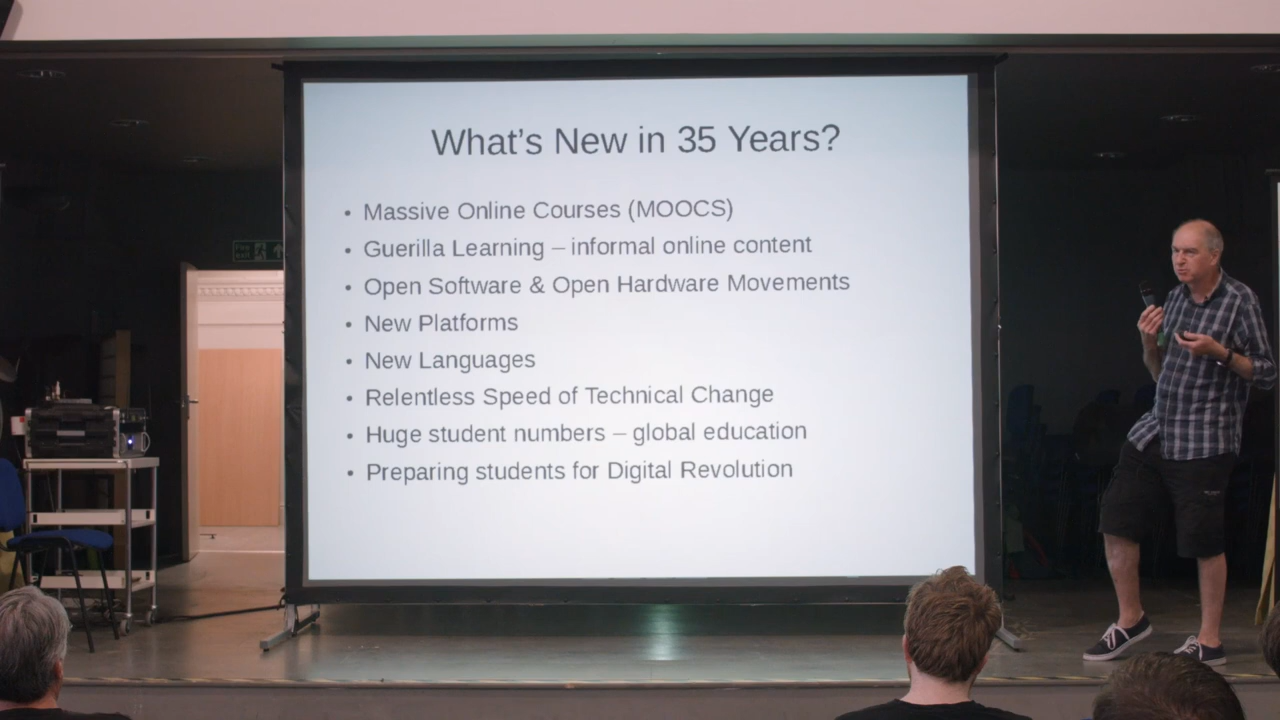 What's New in 35 Years?
• Massive Online Courses (MOOCS)
• Guerilla Learning – informal online content
• Open Software & Open Hardware Movements
• New Platforms
• New Languages
• Relentless Speed of Technical Change
• Huge student numbers – global education
• Preparing students for Digital Revolution